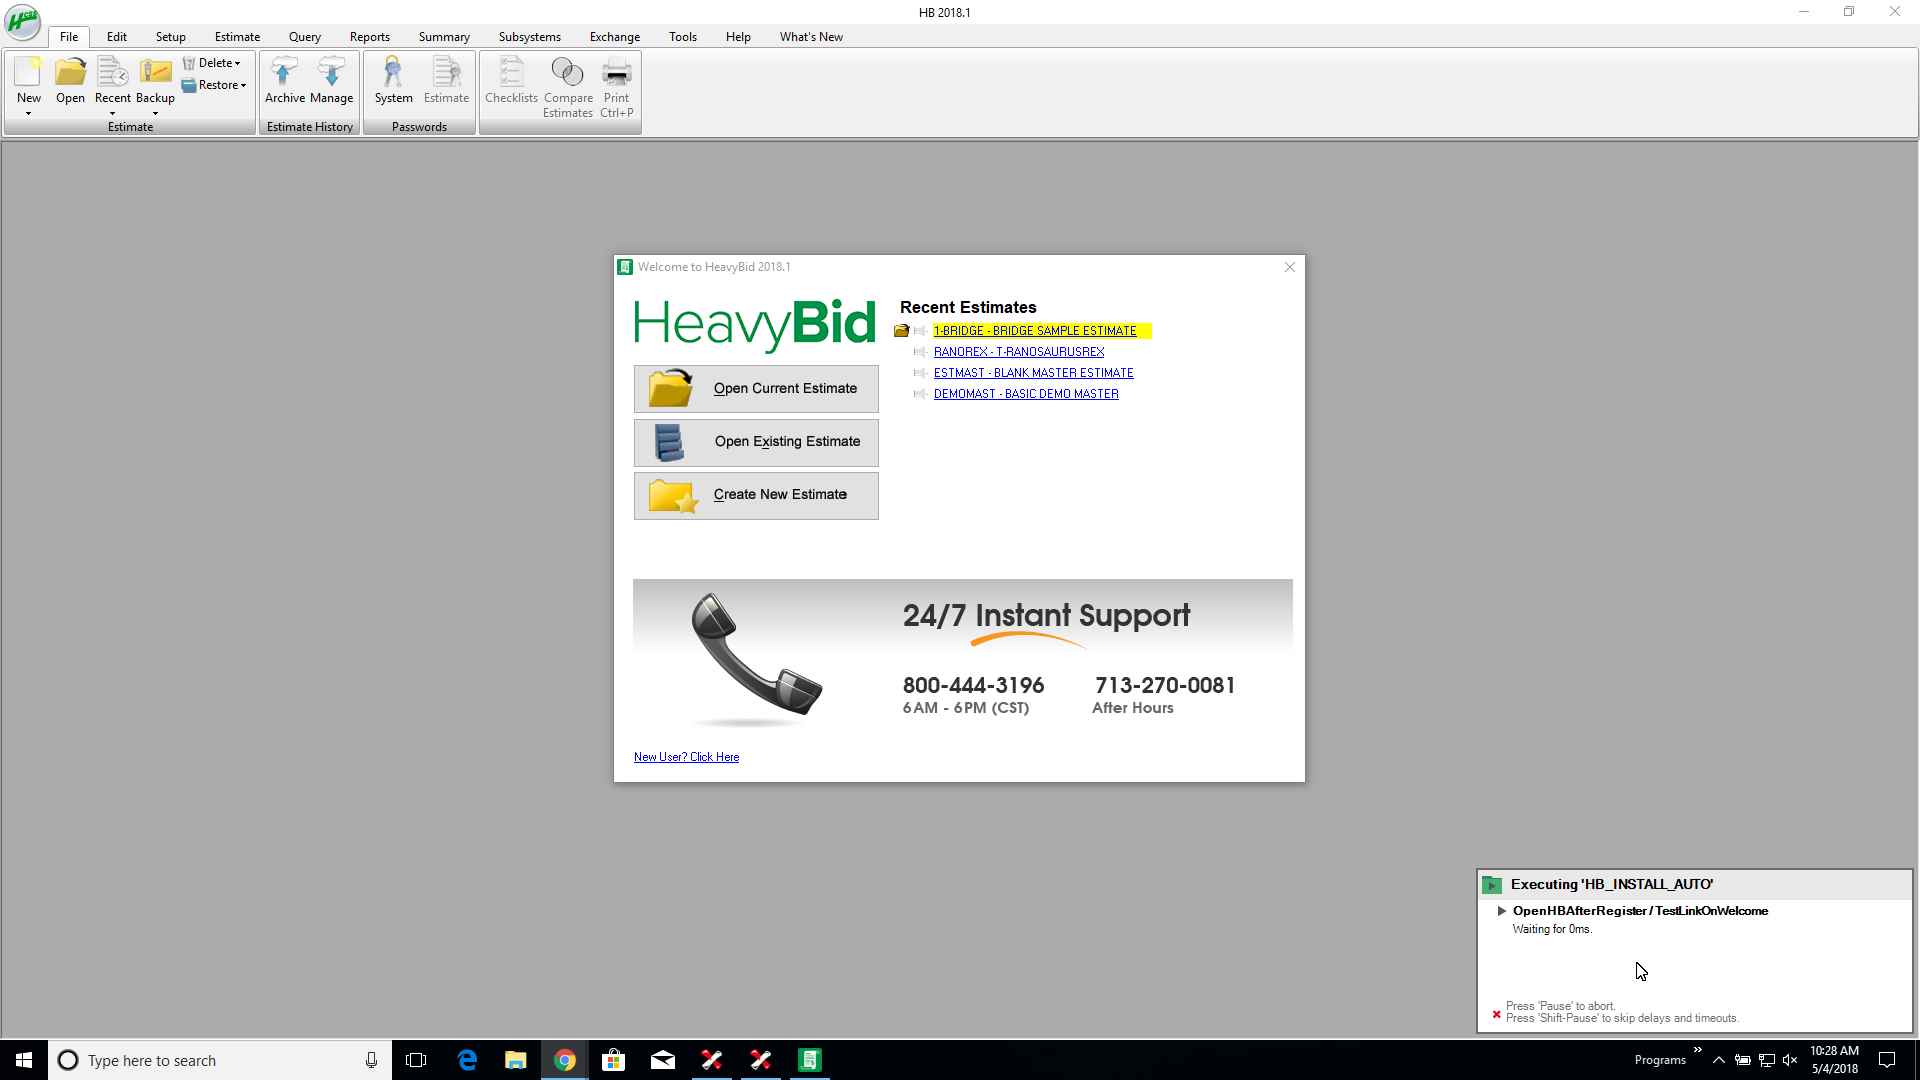 HB 2018.1
File Edit Setup Estimate Query Reports Summary Subsystems Exchange Tools Help What's New
New Open Recent Backup Delete Restore
Estimate
Archive Manage
Estimate History
System Estimate
Passwords
Checklists Compare Estimates Print Ctrl+P
Welcome to HeavyBid 2018.1
HeavyBid
Open Current Estimate
Open Existing Estimate
Create New Estimate
Recent Estimates
1-BRIDGE - BRIDGE SAMPLE ESTIMATE
RANOREX - T-RANOSAURUSREX
ESTMAST - BLANK MASTER ESTIMATE
DEMOMAST - BASIC DEMO MASTER
24/7 Instant Support
800-444-3196 713-270-0081
6AM - 6PM (CST) After Hours
New User? Click Here
Executing 'HB_INSTALL_AUTO'
OpenHBAfterRegister / TestLinkOnWelcome
Waiting for 0ms.
Press 'Pause' to abort.
Press 'Shift-Pause' to skip delays and timeouts.
Type here to search
Programs
10:28 AM
5/4/2018